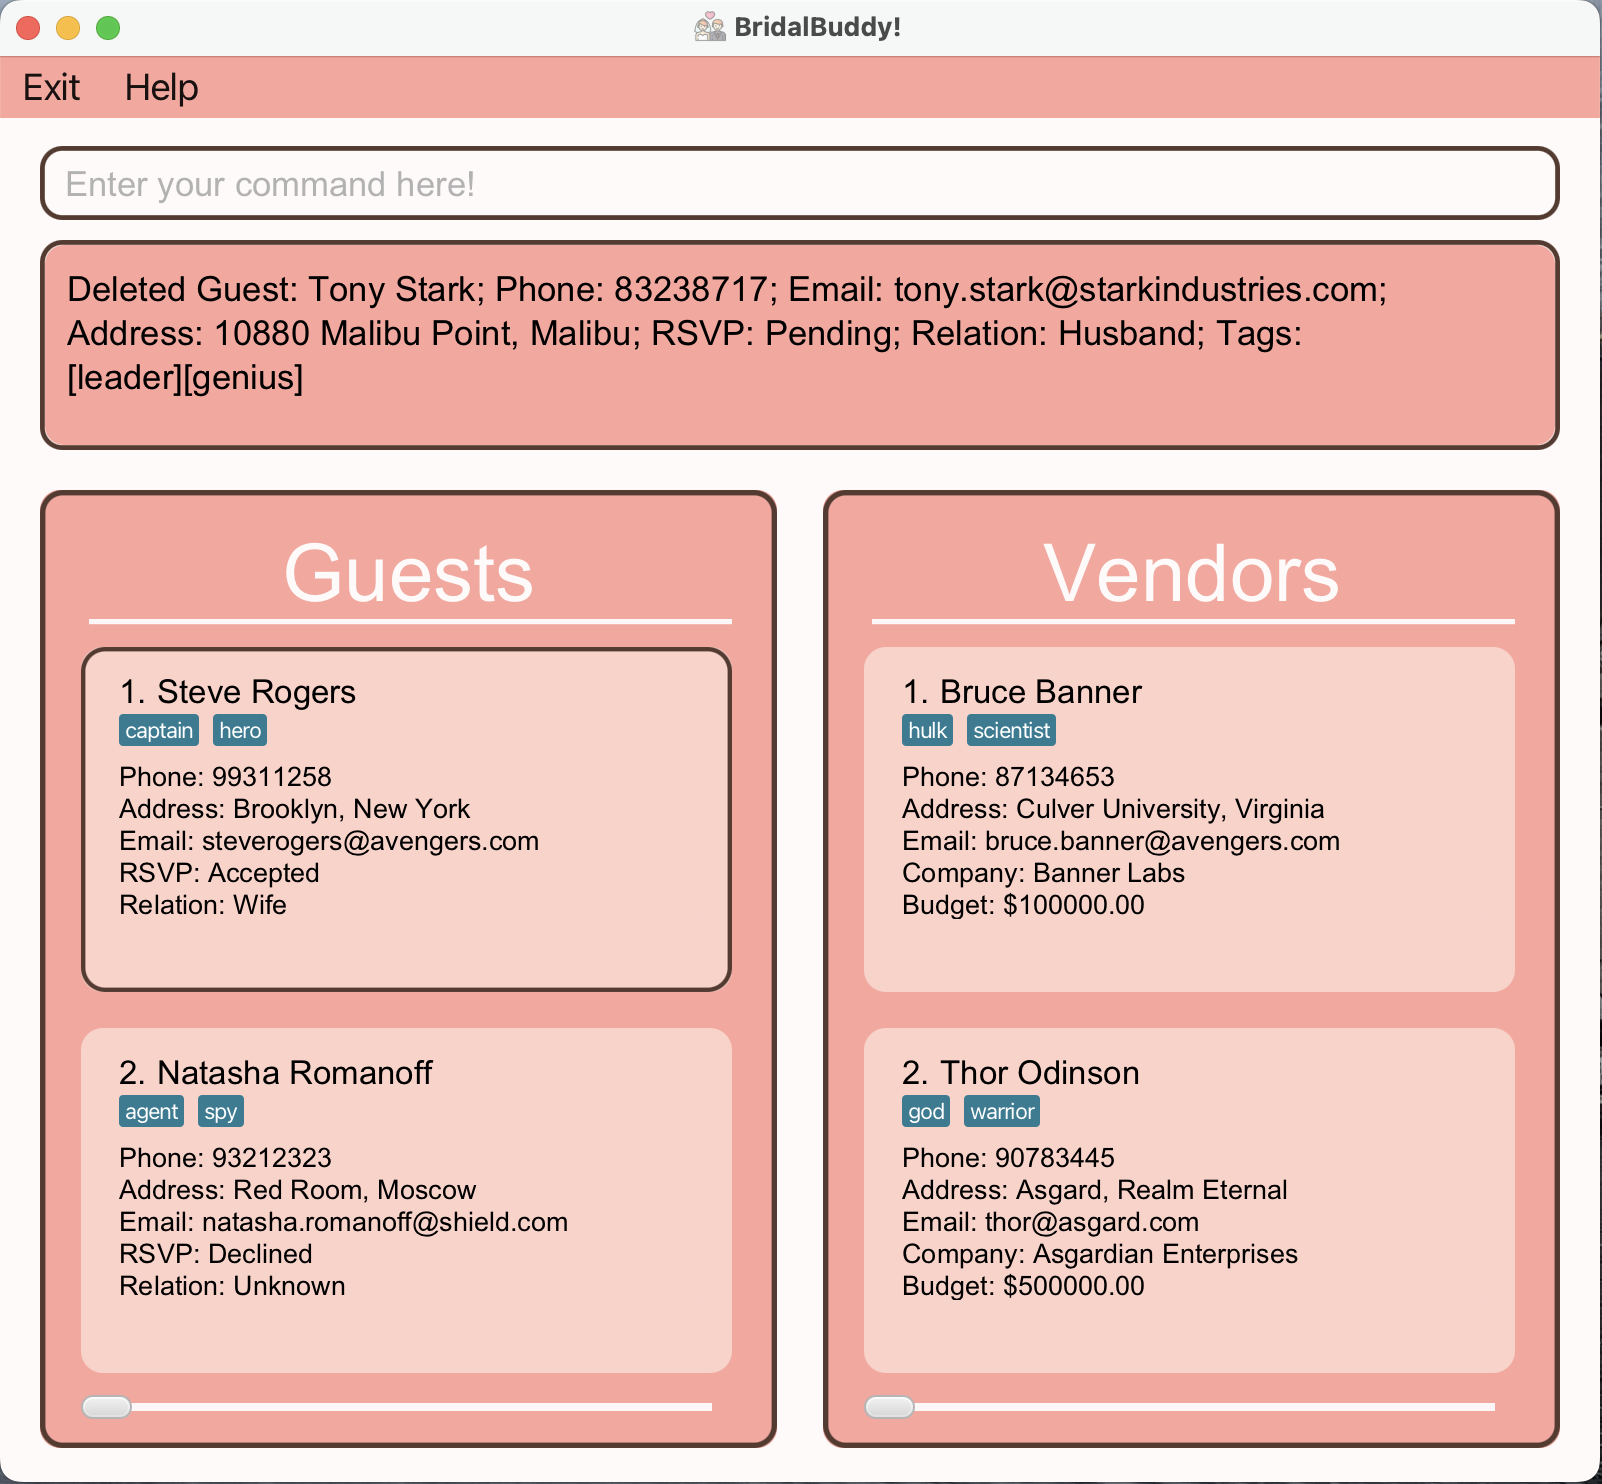 BridalBuddy!
Exit Help
Enter your command here!
Deleted Guest: Tony Stark; Phone: 83238717; Email: tony.stark@starkindustries.com;
Address: 10880 Malibu Point, Malibu; RSVP: Pending; Relation: Husband; Tags:
[leader][genius]
Guests
1. Steve Rogers
captain hero
Phone: 99311258
Address: Brooklyn, New York
Email: steverogers@avengers.com
RSVP: Accepted
Relation: Wife
2. Natasha Romanoff
agent spy
Phone: 93212323
Address: Red Room, Moscow
Email: natasha.romanoff@shield.com
RSVP: Declined
Relation: Unknown
Vendors
1. Bruce Banner
hulk scientist
Phone: 87134653
Address: Culver University, Virginia
Email: bruce.banner@avengers.com
Company: Banner Labs
Budget: $100000.00
2. Thor Odinson
god warrior
Phone: 90783445
Address: Asgard, Realm Eternal
Email: thor@asgard.com
Company: Asgardian Enterprises
Budget: $500000.00